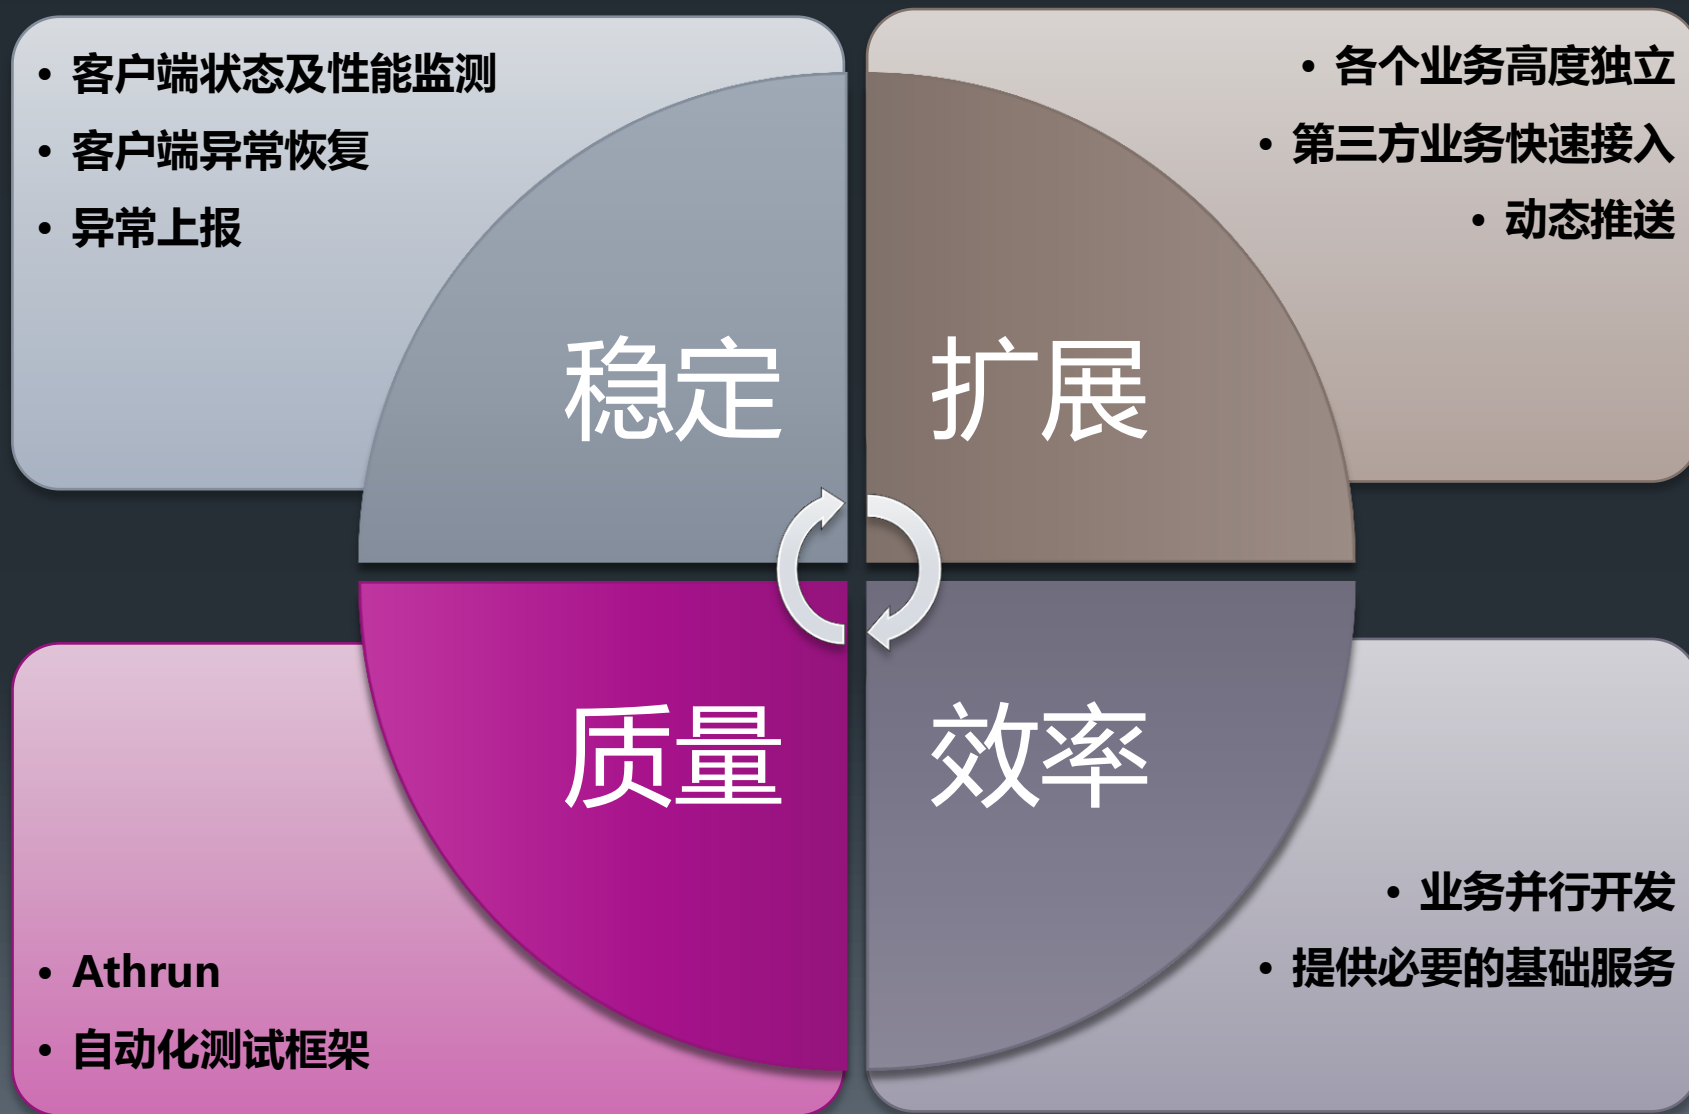 • 客户端状态及性能监测
• 客户端异常恢复
• 异常上报
• 各个业务高度独立
• 第三方业务快速接入
• 动态推送
稳定
扩展
质量
效率
• Athrun
• 自动化测试框架
• 业务并行开发
• 提供必要的基础服务